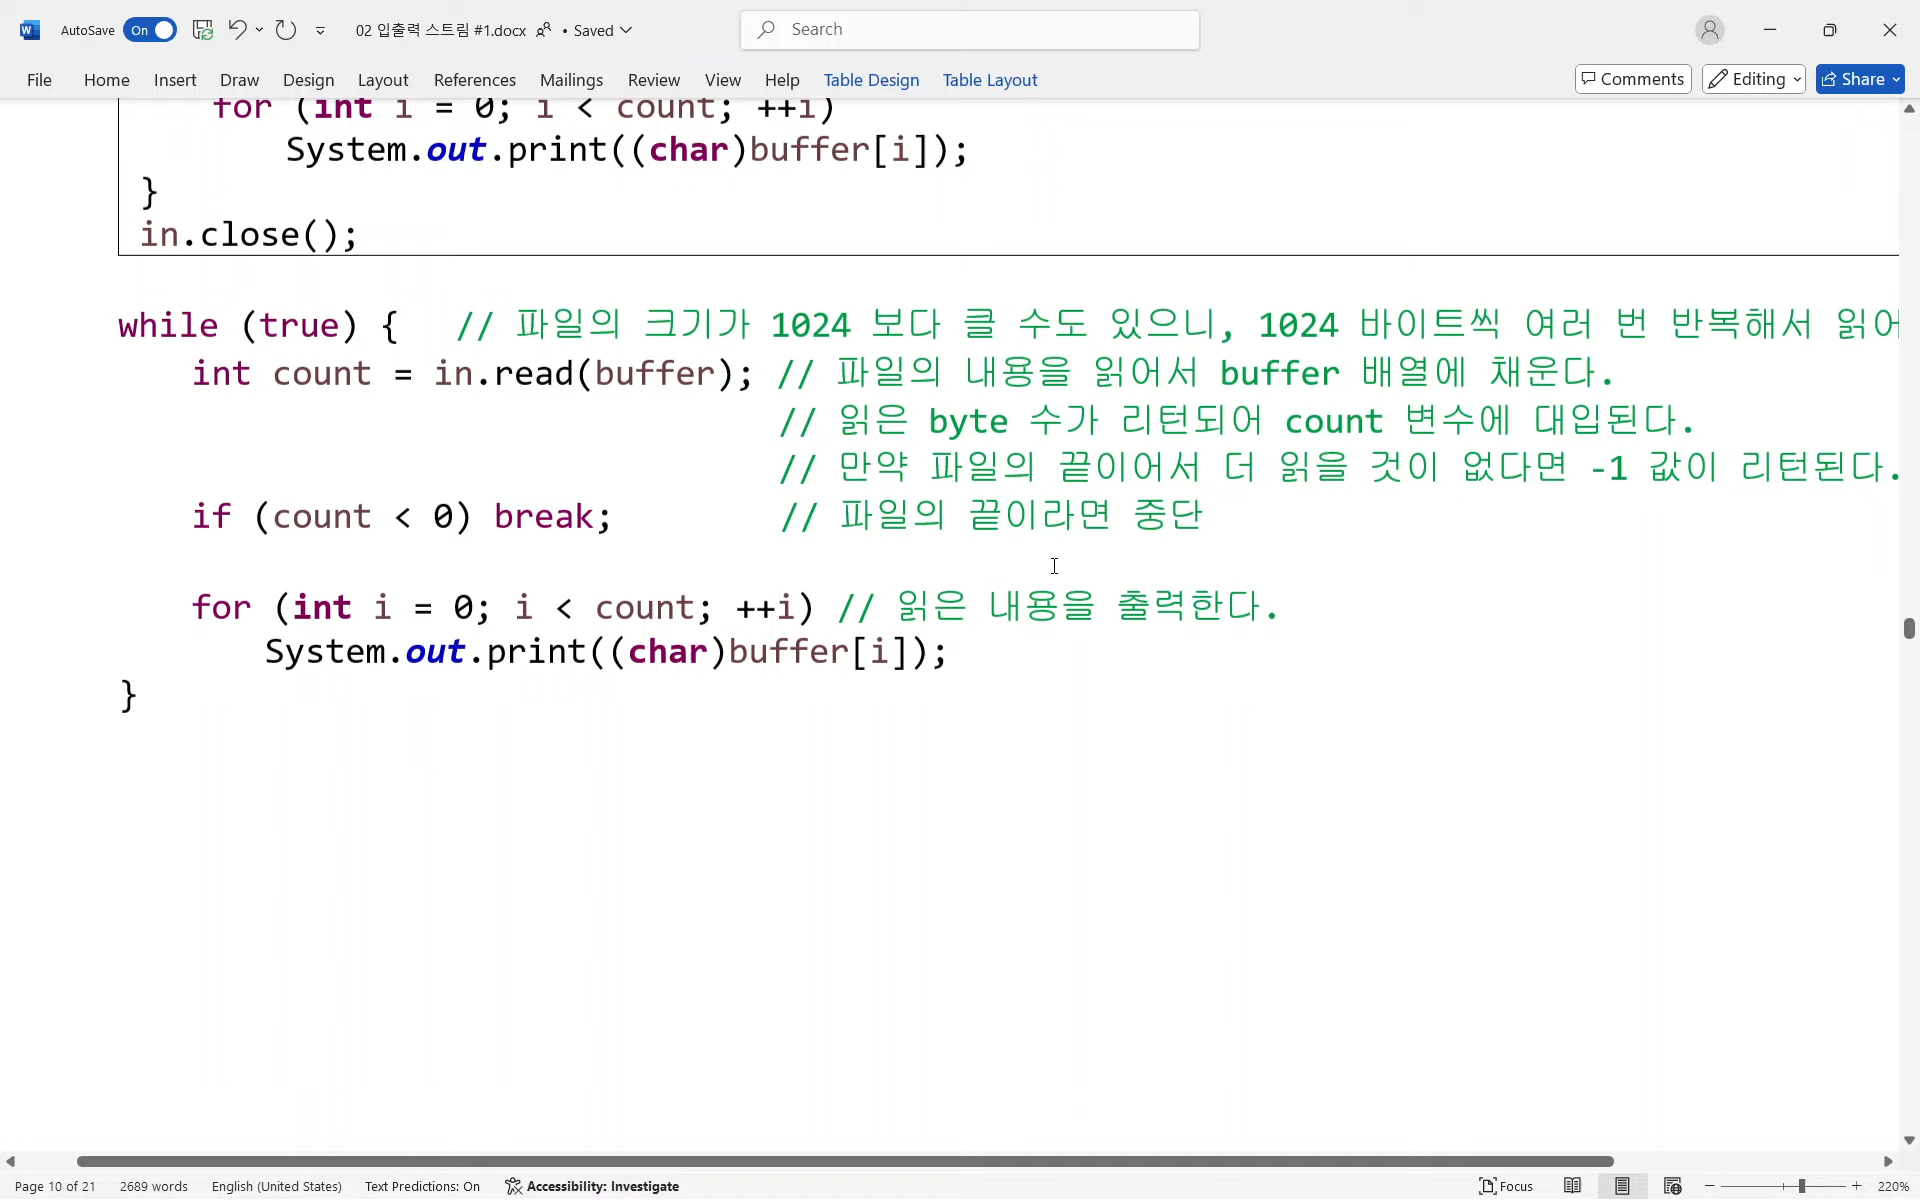 AutoSave On 02 입출력 스트림 #1.docx • Saved Search
File Home Insert Draw Design Layout References Mailings Review View Help Table Design Table Layout Comments Editing Share
for (int i = 0; i < count; ++i)
System.out.print((char)buffer[i]);
}
in.close();
while (true) { // 파일의 크기가 1024 보다 클 수도 있으니, 1024 바이트씩 여러 번 반복해서 읽어
int count = in.read(buffer); // 파일의 내용을 읽어서 buffer 배열에 채운다.
// 읽은 byte 수가 리턴되어 count 변수에 대입된다.
// 만약 파일의 끝이어서 더 읽을 것이 없다면 -1 값이 리턴된다.
if (count < 0) break; // 파일의 끝이라면 중단
for (int i = 0; i < count; ++i) // 읽은 내용을 출력한다.
System.out.print((char)buffer[i]);
}
Page 10 of 21 2689 words English (United States) Text Predictions: On Accessibility: Investigate Focus 220%